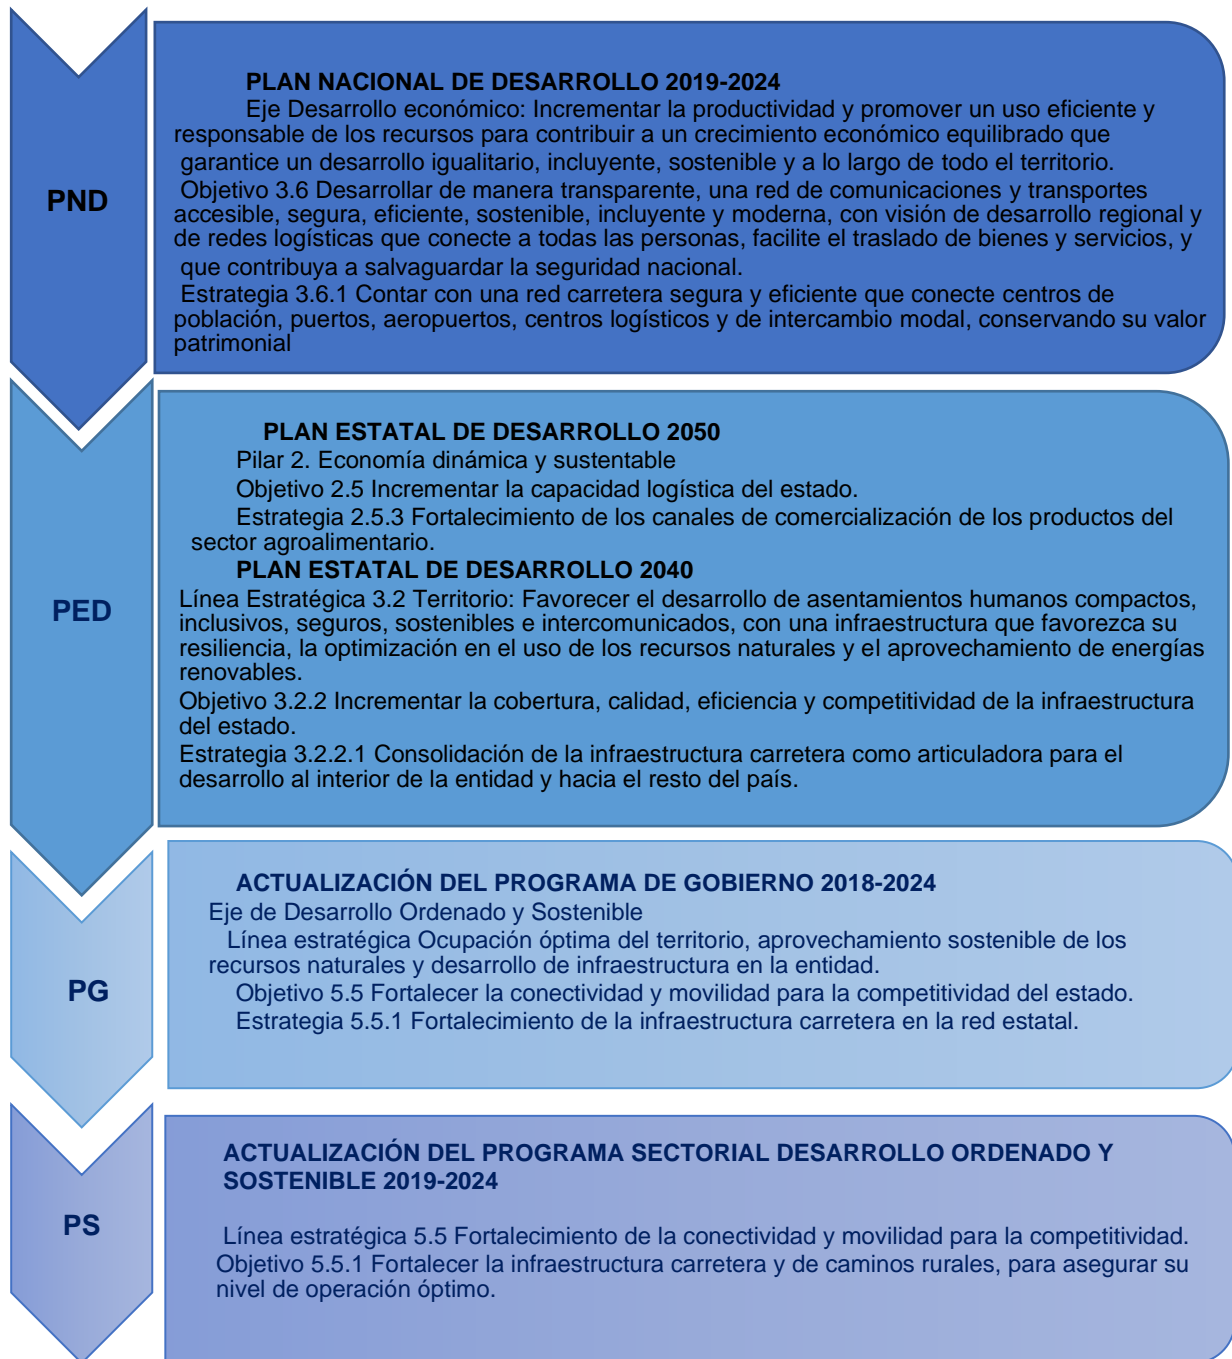 PND
PLAN NACIONAL DE DESARROLLO 2019-2024
Eje Desarrollo económico: Incrementar la productividad y promover un uso eficiente y
responsable de los recursos para contribuir a un crecimiento económico equilibrado que
garantice un desarrollo igualitario, incluyente, sostenible y a lo largo de todo el territorio.
Objetivo 3.6 Desarrollar de manera transparente, una red de comunicaciones y transportes
accesible, segura, eficiente, sostenible, incluyente y moderna, con visión de desarrollo regional y
de redes logísticas que conecte a todas las personas, facilite el traslado de bienes y servicios, y
que contribuya a salvaguardar la seguridad nacional.
Estrategia 3.6.1 Contar con una red carretera segura y eficiente que conecte centros de
población, puertos, aeropuertos, centros logísticos y de intercambio modal, conservando su valor
patrimonial
PED
PLAN ESTATAL DE DESARROLLO 2050
Pilar 2. Economía dinámica y sustentable
Objetivo 2.5 Incrementar la capacidad logística del estado.
Estrategia 2.5.3 Fortalecimiento de los canales de comercialización de los productos del
sector agroalimentario.
PLAN ESTATAL DE DESARROLLO 2040
Línea Estratégica 3.2 Territorio: Favorecer el desarrollo de asentamientos humanos compactos,
inclusivos, seguros, sostenibles e intercomunicados, con una infraestructura que favorezca su
resiliencia, la optimización en el uso de los recursos naturales y el aprovechamiento de energías
renovables.
Objetivo 3.2.2 Incrementar la cobertura, calidad, eficiencia y competitividad de la infraestructura
del estado.
Estrategia 3.2.2.1 Consolidación de la infraestructura carretera como articuladora para el
desarrollo al interior de la entidad y hacia el resto del país.
PG
ACTUALIZACIÓN DEL PROGRAMA DE GOBIERNO 2018-2024
Eje de Desarrollo Ordenado y Sostenible
Línea estratégica Ocupación óptima del territorio, aprovechamiento sostenible de los
recursos naturales y desarrollo de infraestructura en la entidad.
Objetivo 5.5 Fortalecer la conectividad y movilidad para la competitividad del estado.
Estrategia 5.5.1 Fortalecimiento de la infraestructura carretera en la red estatal.
PS
ACTUALIZACIÓN DEL PROGRAMA SECTORIAL DESARROLLO ORDENADO Y
SOSTENIBLE 2019-2024
Línea estratégica 5.5 Fortalecimiento de la conectividad y movilidad para la competitividad.
Objetivo 5.5.1 Fortalecer la infraestructura carretera y de caminos rurales, para asegurar su
nivel de operación óptimo.